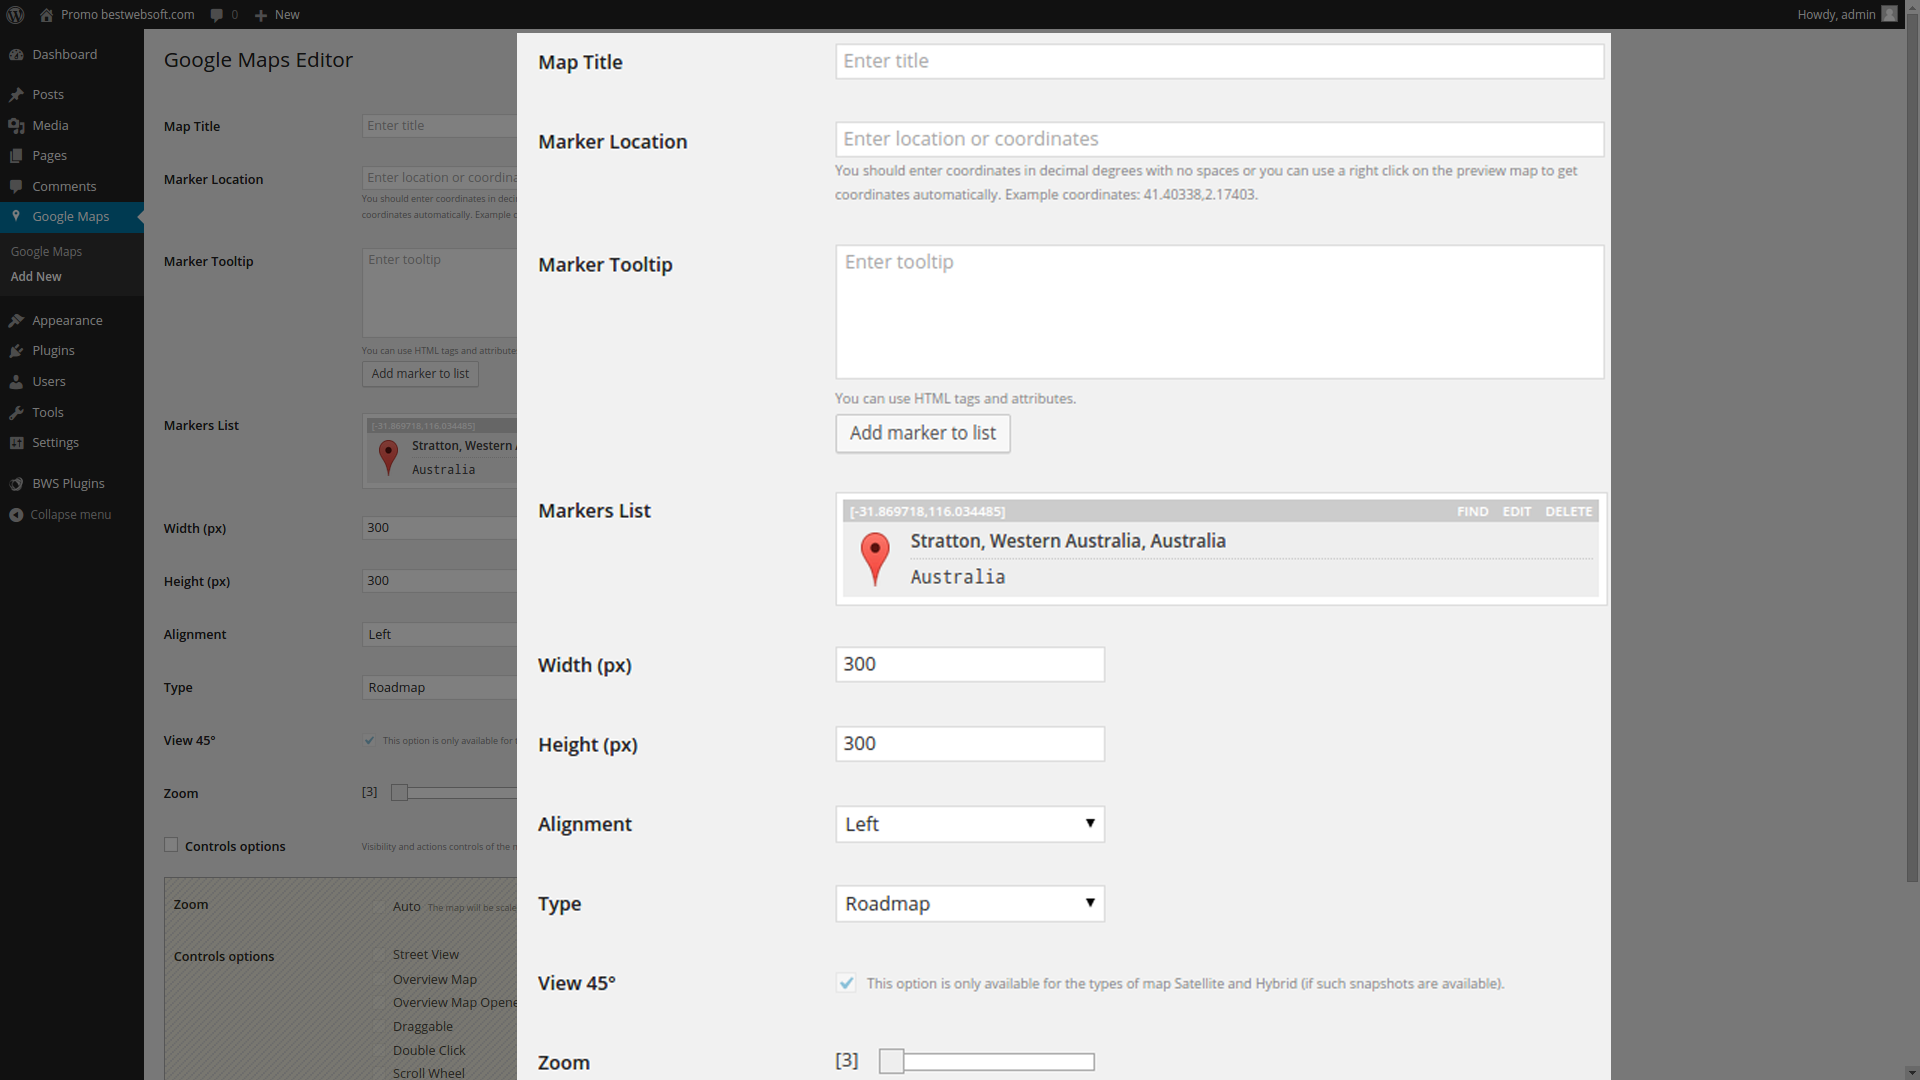 Promo bestwebsoft.com
0
New
Howdy, admin
Dashboard
Posts
Media
Pages
Comments
Google Maps
Google Maps
Add New
Appearance
Plugins
Users
Tools
Settings
BWS Plugins
Collapse menu
Google Maps Editor
Map Title
Enter title
Marker Location
Enter location or coordina
You should enter coordinates in deci
coordinates automatically. Example c
Marker Tooltip
Enter tooltip
You can use HTML tags and attribute
Add marker to list
Markers List
[-31.869718,116.034485]
Stratton, Western A
Australia
Width (px)
300
Height (px)
300
Alignment
Left
Type
Roadmap
View 45°
This option is only available for t
Zoom
[3]
Controls options
Visibility and actions controls of the m
Zoom
Auto The map will be scale
Controls options
Street View
Overview Map
Overview Map Opene
Draggable
Double Click
Scroll Wheel
Map Title
Enter title
Marker Location
Enter location or coordinates
You should enter coordinates in decimal degrees with no spaces or you can use a right click on the preview map to get
coordinates automatically. Example coordinates: 41.40338,2.17403.
Marker Tooltip
Enter tooltip
You can use HTML tags and attributes.
Add marker to list
Markers List
[-31.869718,116.034485]
FIND EDIT DELETE
Stratton, Western Australia, Australia
Australia
Width (px)
300
Height (px)
300
Alignment
Left
Type
Roadmap
View 45°
This option is only available for the types of map Satellite and Hybrid (if such snapshots are available).
Zoom
[3]